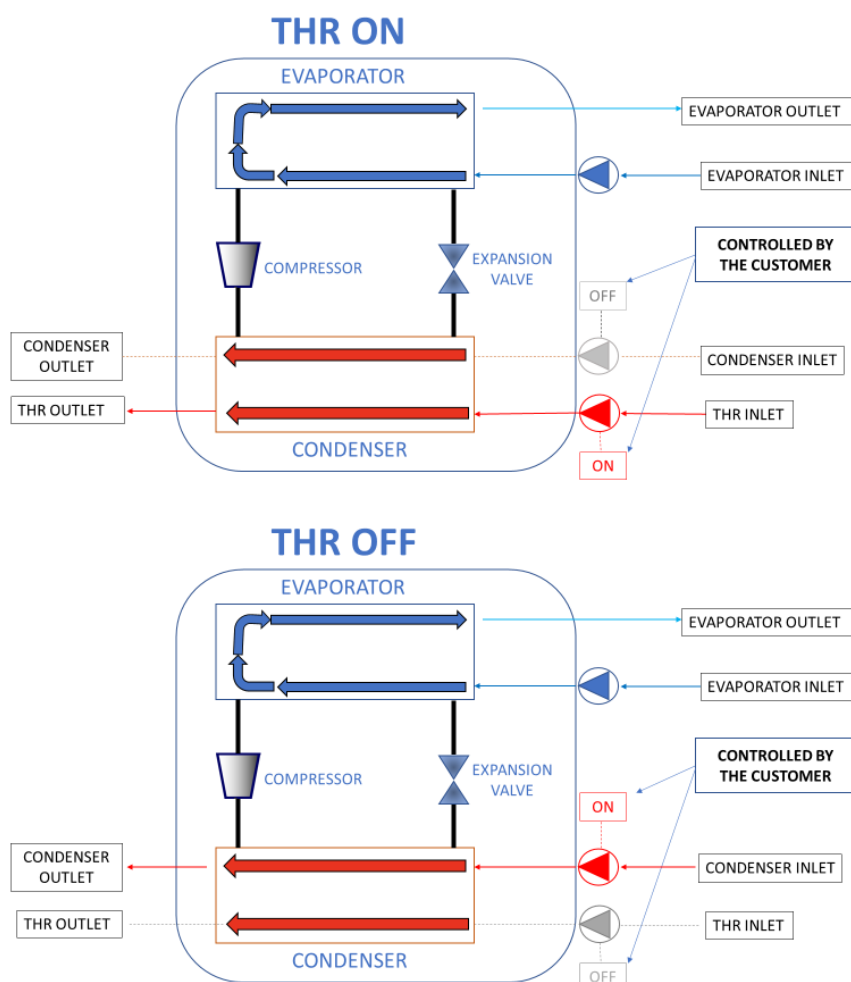 THR ON
EVAPORATOR
EVAPORATOR OUTLET
EVAPORATOR INLET
CONTROLLED BY
THE CUSTOMER
COMPRESSOR
EXPANSION
VALVE
OFF
CONDENSER
OUTLET
CONDENSER INLET
THR OUTLET
THR INLET
CONDENSER
ON
THR OFF
EVAPORATOR
EVAPORATOR OUTLET
EVAPORATOR INLET
CONTROLLED BY
THE CUSTOMER
COMPRESSOR
EXPANSION
VALVE
ON
CONDENSER
OUTLET
CONDENSER INLET
THR OUTLET
THR INLET
CONDENSER
OFF